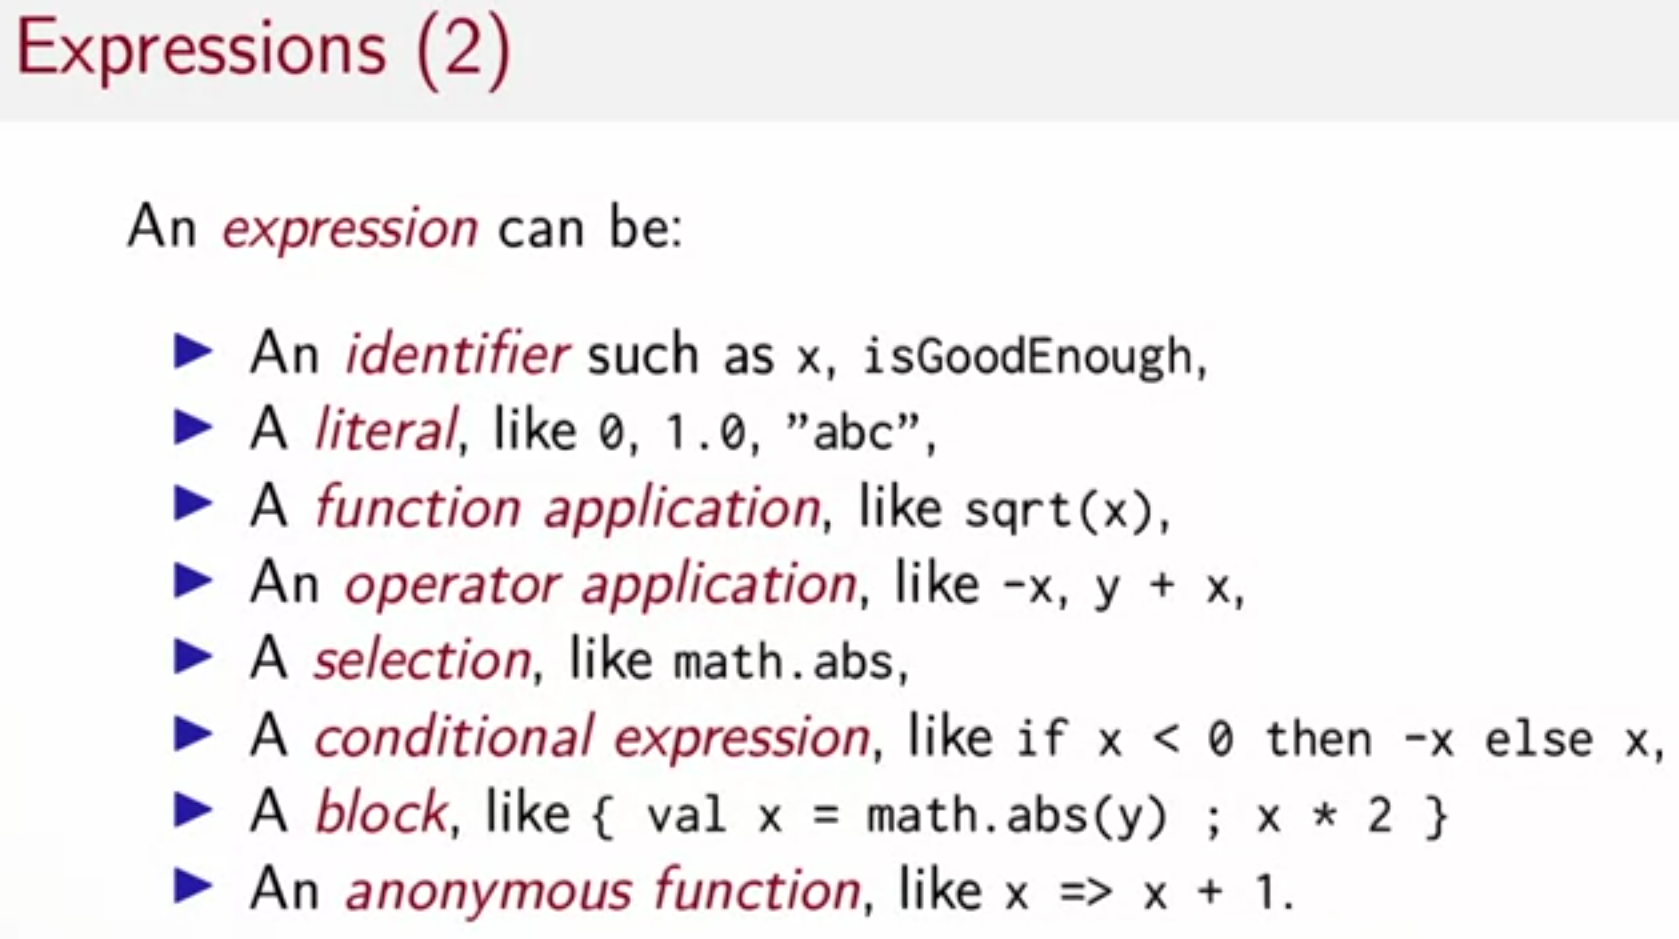 Expressions (2)
An expression can be:
▶ An identifier such as x, isGoodEnough,
▶ A literal, like 0, 1.0, ”abc”,
▶ A function application, like sqrt(x),
▶ An operator application, like -x, y + x,
▶ A selection, like math.abs,
▶ A conditional expression, like if x < 0 then -x else x,
▶ A block, like { val x = math.abs(y) ; x * 2 }
▶ An anonymous function, like x => x + 1.